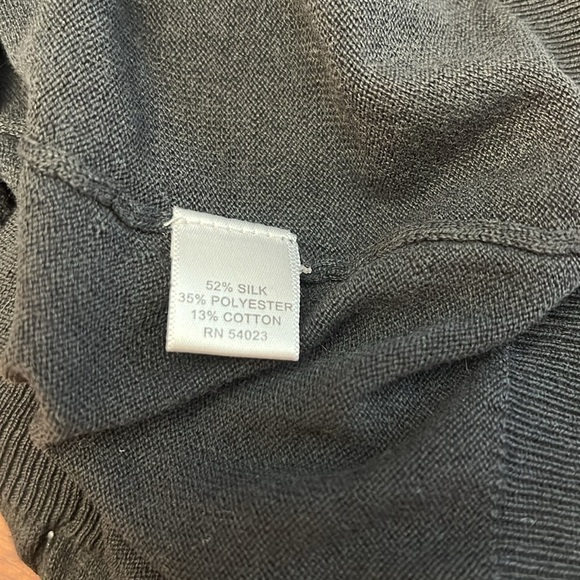 52% SILK
35% POLYESTER
13% COTTON
RN 54023